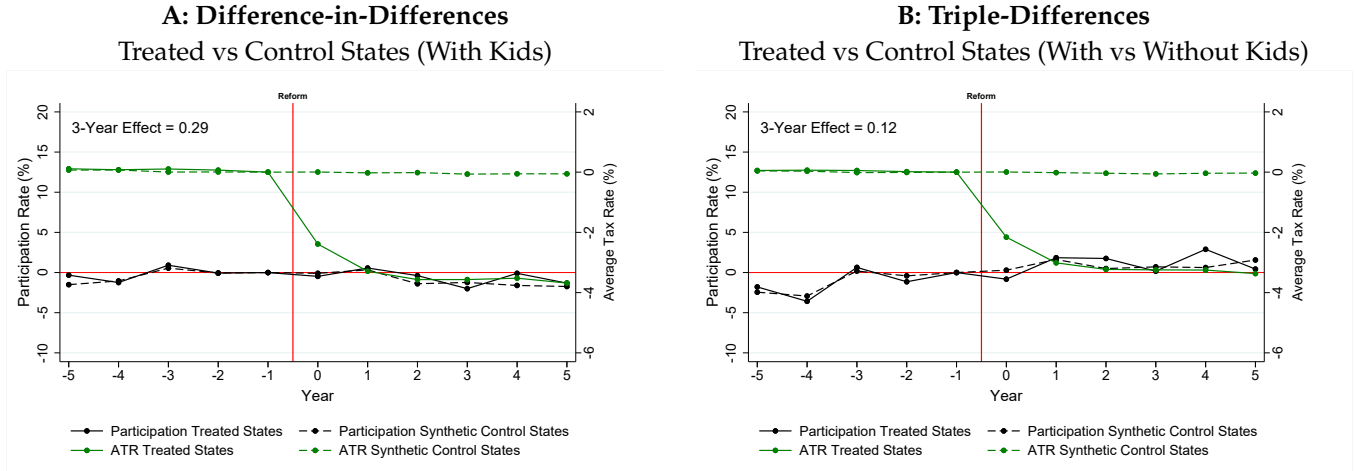 A: Difference-in-Differences
Treated vs Control States (With Kids)
Reform
3-Year Effect = 0.29
Participation Rate (%)
20
15
10
5
0
-5
-10
Average Tax Rate (%)
2
0
-2
-4
-6
-5 -4 -3 -2 -1 0 1 2 3 4 5
Year
Participation Treated States Participation Synthetic Control States
ATR Treated States ATR Synthetic Control States
B: Triple-Differences
Treated vs Control States (With vs Without Kids)
Reform
3-Year Effect = 0.12
Participation Rate (%)
20
15
10
5
0
-5
-10
Average Tax Rate (%)
2
0
-2
-4
-6
-5 -4 -3 -2 -1 0 1 2 3 4 5
Year
Participation Treated States Participation Synthetic Control States
ATR Treated States ATR Synthetic Control States